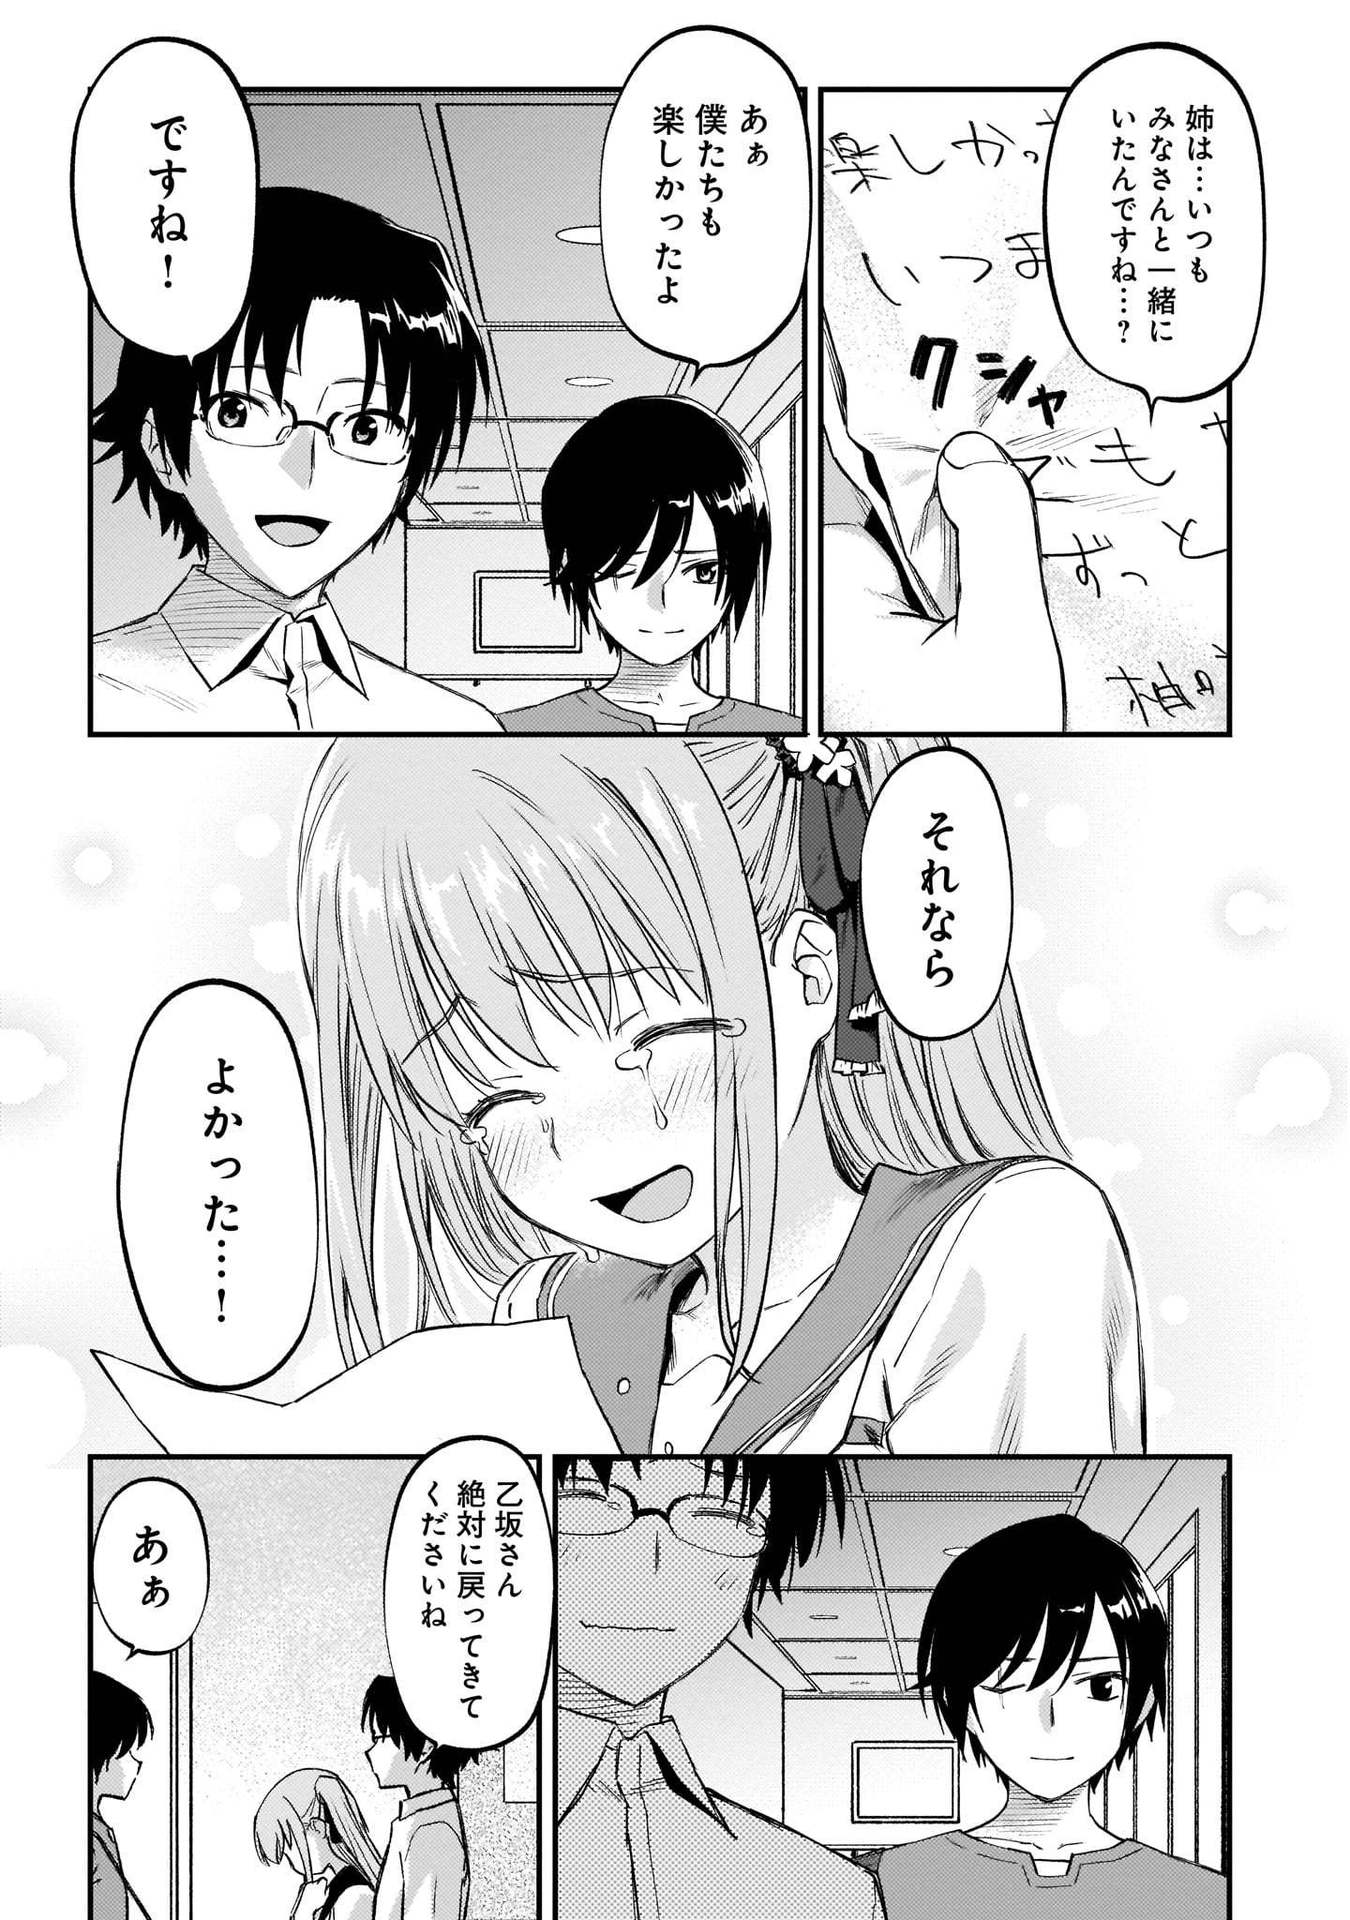 姉は…いつも
みなさんと一緒に
いたんですね…?
楽しかっ
いつま
クシャ
でも
ずっと
あぁ
僕たちも
楽しかったよ
ですね!
それなら
よかった…!
乙坂さん
絶対に戻ってきて
くださいね
あぁ